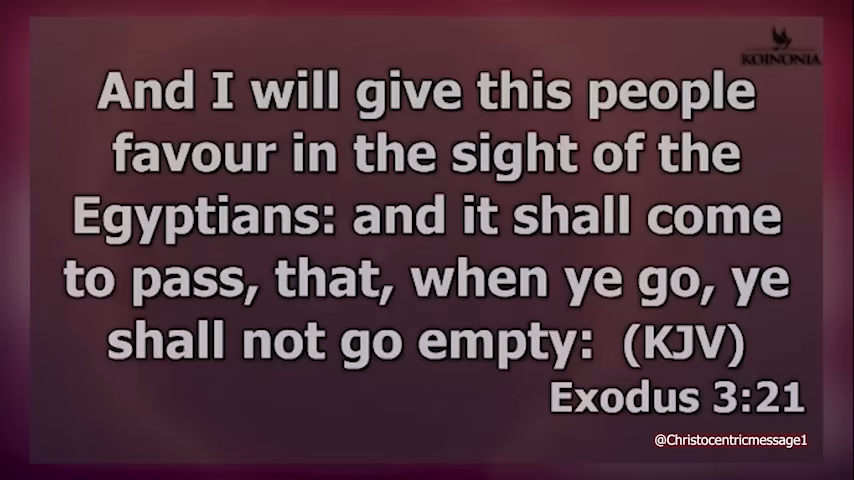 KOINONIA
And I will give this people
favour in the sight of the
Egyptians: and it shall come
to pass, that, when ye go, ye
shall not go empty: (KJV)
Exodus 3:21
@Christocentricmessage1